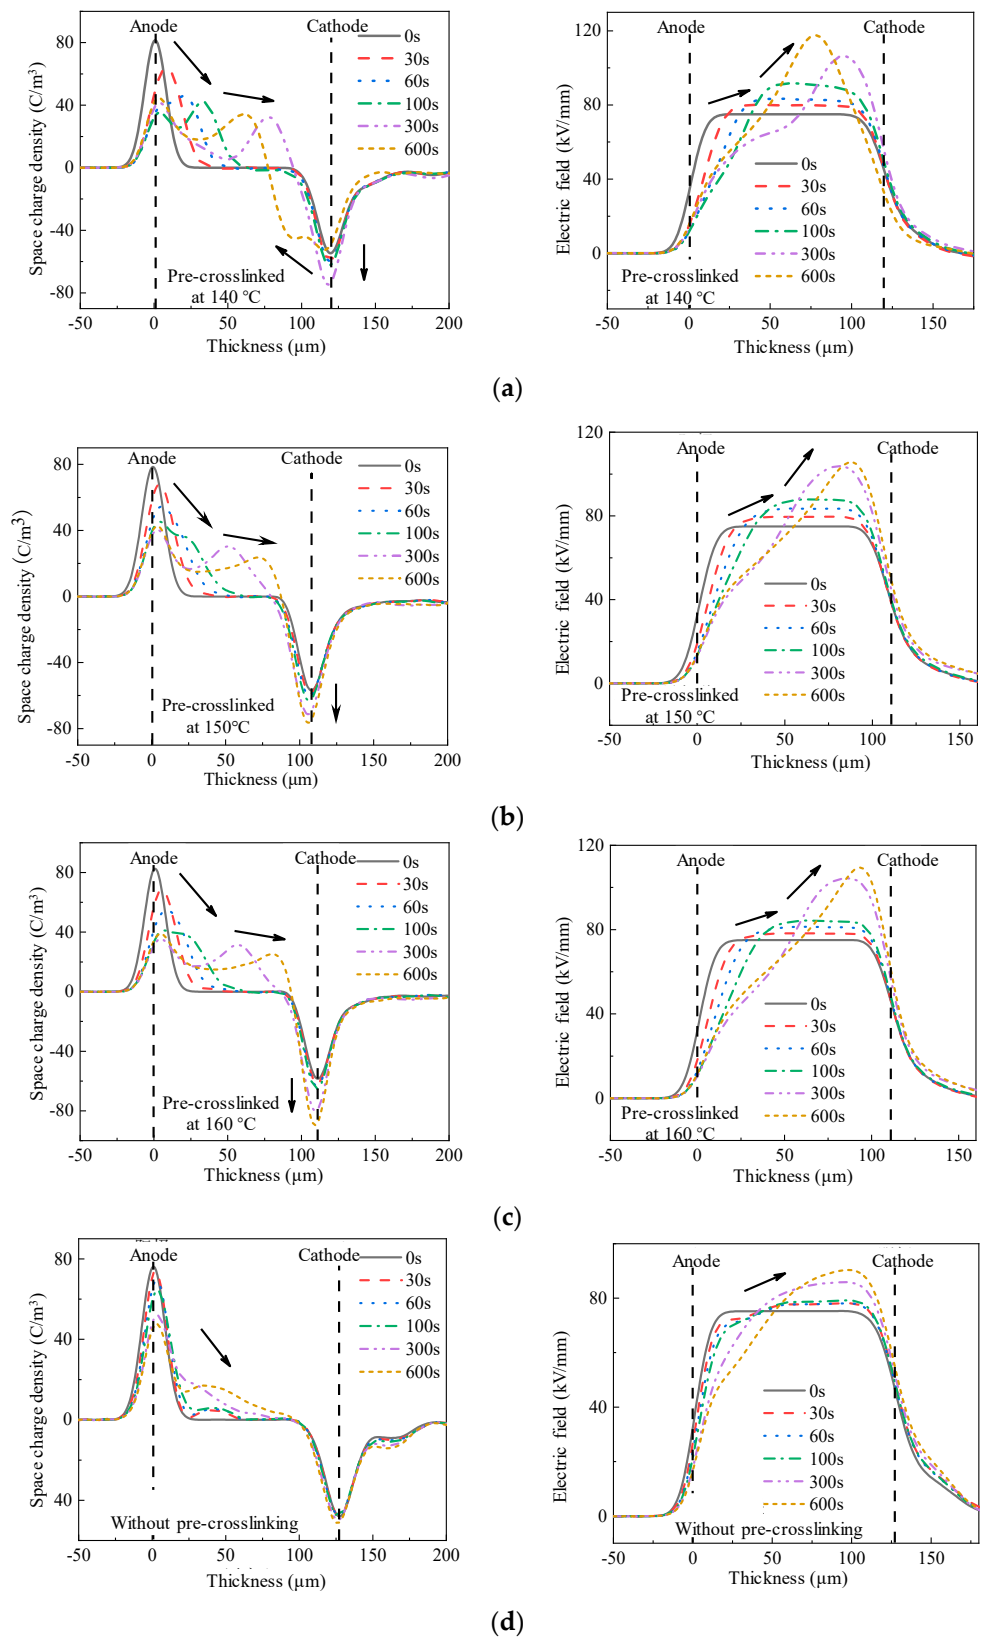 Anode
Cathode
0s
30s
60s
100s
300s
600s
80
40
0
-40
-80
Space charge density (C/m³)
Pre-crosslinked
at 140 °C
-50 0 50 100 150 200
Thickness (μm)
Anode
Cathode
120
80
40
0
Electric field (kV/mm)
0s
30s
60s
100s
300s
600s
Pre-crosslinked
at 140 °C
-50 0 50 100 150
Thickness (μm)
(a)
Anode
Cathode
0s
30s
60s
100s
300s
600s
80
40
0
-40
-80
Space charge density (C/m³)
Pre-crosslinked
at 150°C
-50 0 50 100 150 200
Thickness (μm)
Anode
Cathode
120
80
40
0
Electric field (kV/mm)
0s
30s
60s
100s
300s
600s
Pre-crosslinked
at 150 °C
-50 0 50 100 150
Thickness (μm)
(b)
Anode
Cathode
0s
30s
60s
100s
300s
600s
80
40
0
-40
-80
Space charge density (C/m³)
Pre-crosslinked
at 160 °C
-50 0 50 100 150 200
Thickness (μm)
Anode
Cathode
120
80
40
0
Electric field (kV/mm)
0s
30s
60s
100s
300s
600s
Pre-crosslinked
at 160 °C
-50 0 50 100 150
Thickness (μm)
(c)
Anode
Cathode
0s
30s
60s
100s
300s
600s
80
40
0
40
Space charge density (C/m³)
Without pre-crosslinking
-50 0 50 100 150 200
Thickness (μm)
Anode
Cathode
80
40
0
Electric field (kV/mm)
0s
30s
60s
100s
300s
600s
Without pre-crosslinking
-50 0 50 100 150
Thickness (μm)
(d)